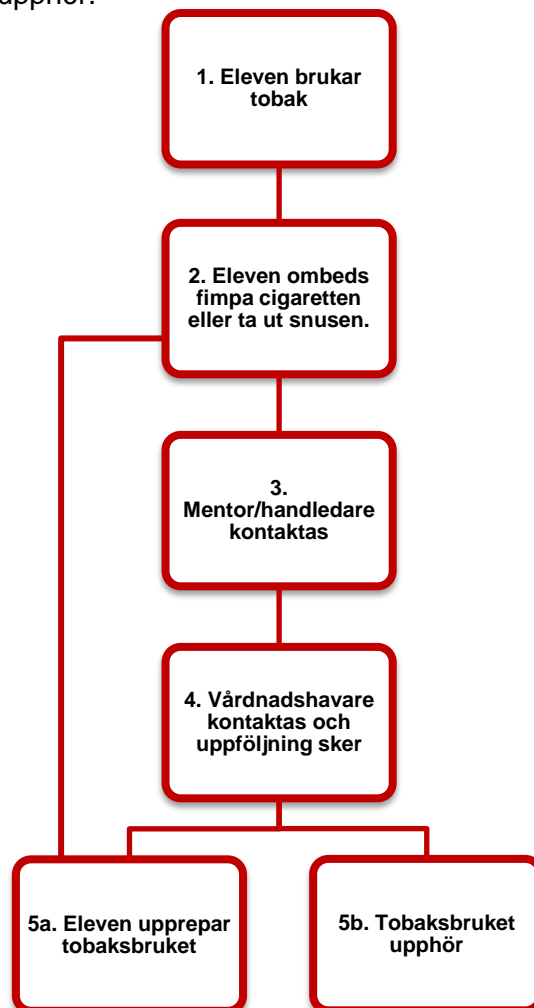 upphör.
1. Eleven brukar
tobak
2. Eleven ombeds
fimpa cigaretten
eller ta ut snusen.
3.
Mentor/handledare
kontaktas
4. Vårdnadshavare
kontaktas och
uppföljning sker
5a. Eleven upprepar
tobaksbruket
5b. Tobaksbruket
upphör